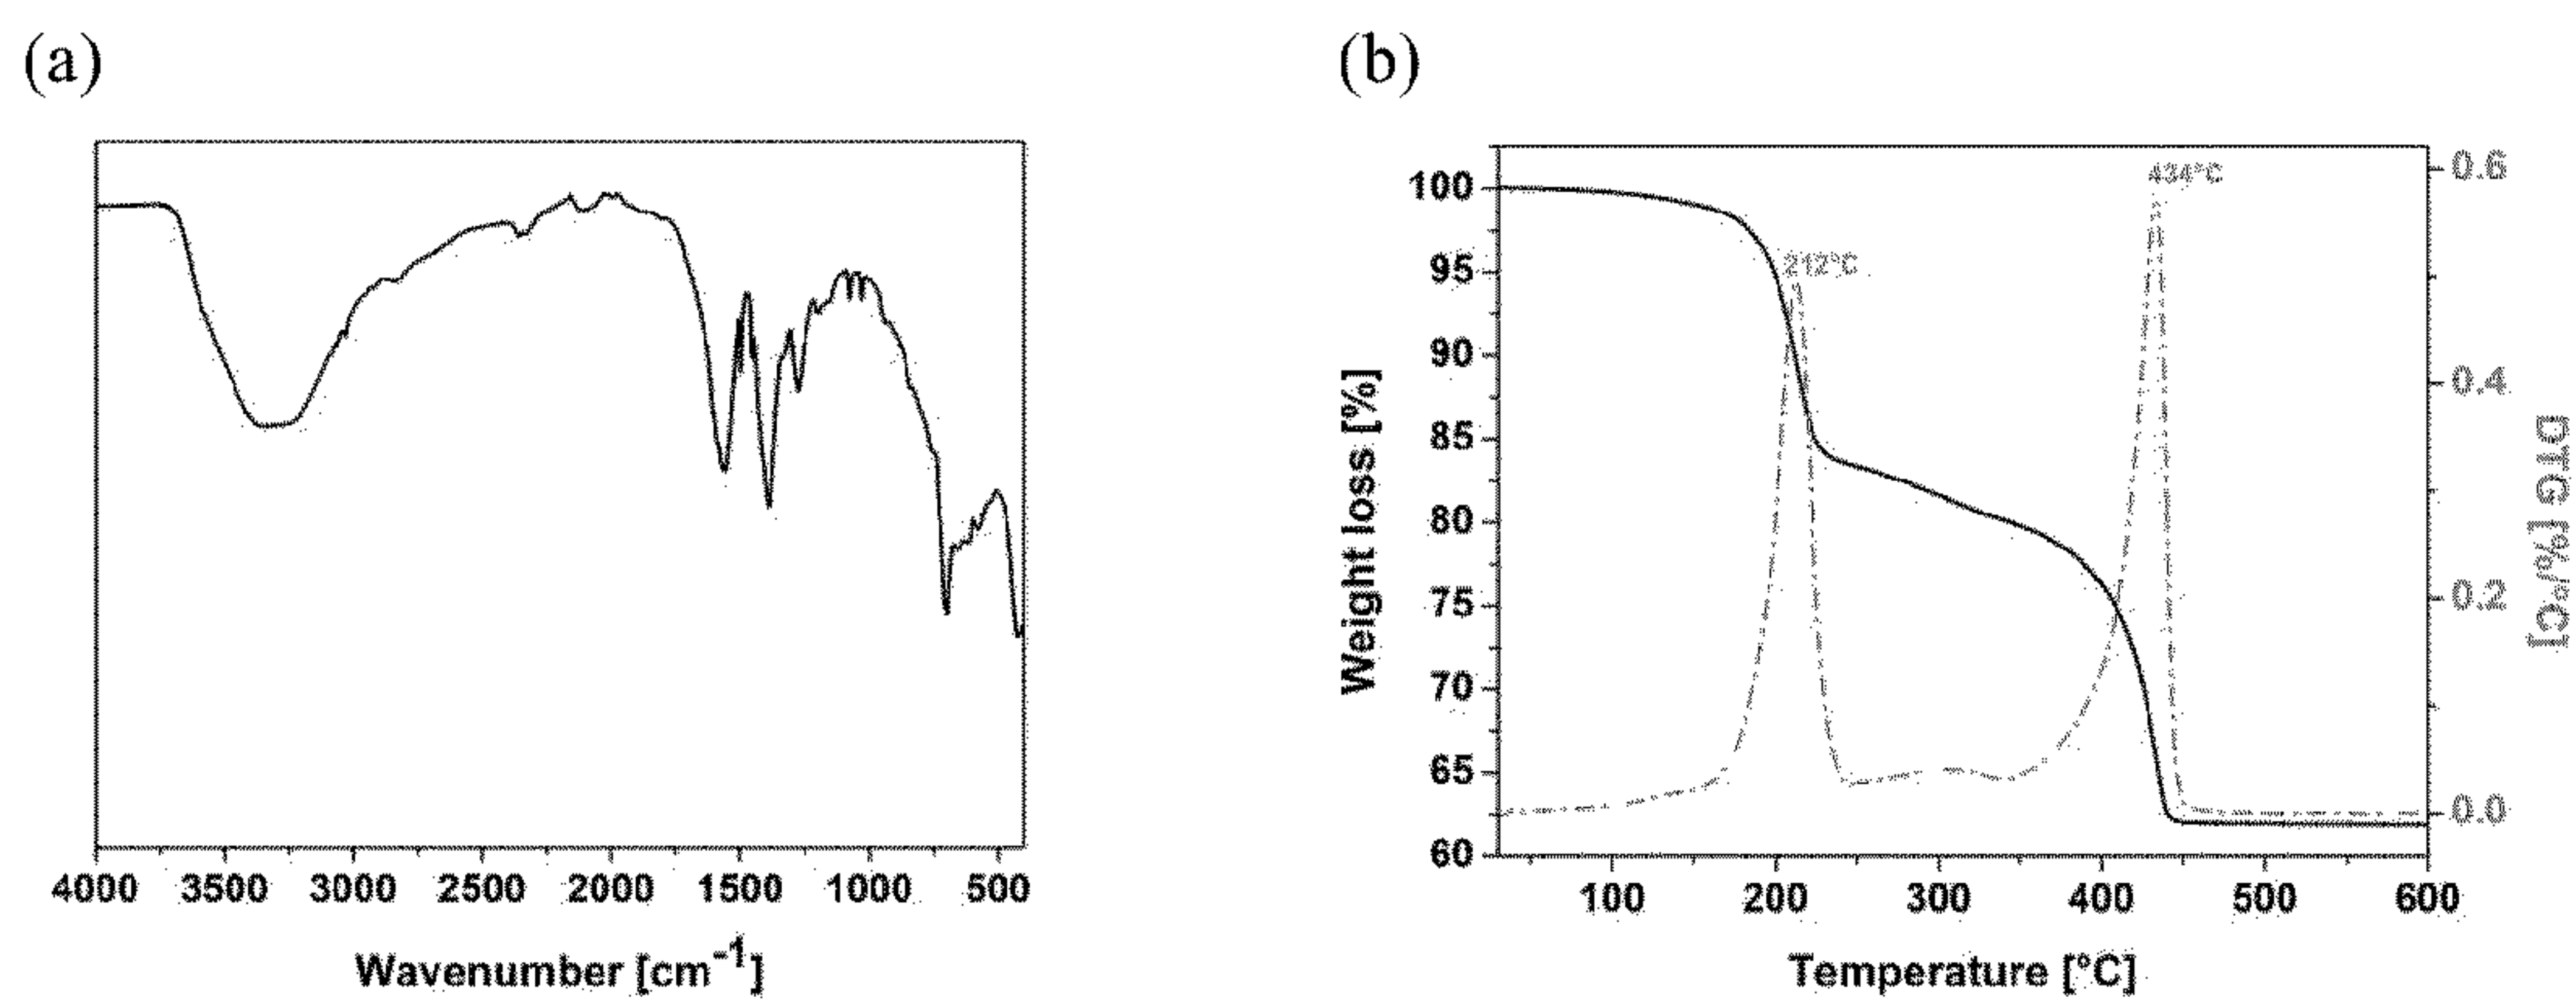 (a)
4000 3500 3000 2500 2000 1500 1000 500
Wavenumber [cm⁻¹]
(b)
100
95
90
85
80
75
70
65
60
Weight loss [%]
212°C
434°C
0.6
0.4
0.2
0.0
DTG [%/°C]
100 200 300 400 500 600
Temperature [°C]